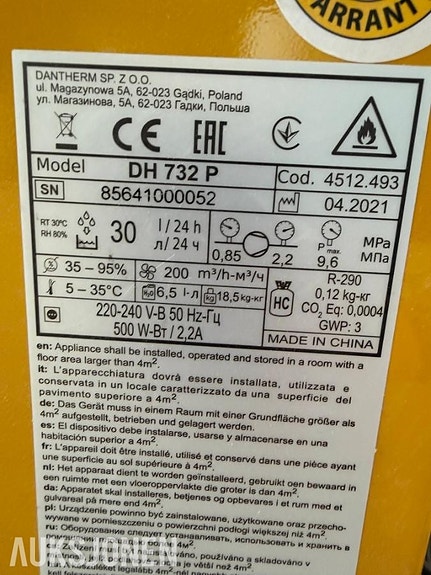 ARRANT
DANTHERM SP. Z O.O.
ul. Magazynowa 5A, 62-023 Gądki, Poland
ул. Магазинова, 5А, 62-023 Гадки, Польша
CE EAC
Model DH 732 P Cod. 4512.493
SN 85641000052 04.2021
RT 30°C
RH 80%
30 l / 24 h
л/ 24 ч
0,85 2,2 P max. 9,6 MPa
МПа
35 – 95% 200 m³/h-м³/ч R-290
HC 0,12 kg-кг
5 – 35°C H₂O 6,5 l-л kg 18,5 kg-кг CO₂ Eq: 0,0004
GWP: 3
220-240 V-В 50 Hz-Гц
500 W-Вт / 2,2A MADE IN CHINA
en: Appliance shall be installed, operated and stored in a room with a
floor area larger than 4m².
it: L'apparecchiatura dovrà essere installata, utilizzata e
conservata in un locale caratterizzato da una superficie del
pavimento superiore a 4m².
de: Das Gerät muss in einem Raum mit einer Grundfläche größer als
4m² aufgestellt, betrieben und gelagert werden.
es: El dispositivo debe instalarse, usarse y almacenarse en una
habitación superior a 4m².
fr: L'appareil doit être installé, utilisé et conservé dans une pièce ayant
une superficie au sol supérieure à 4m².
nl: Het apparaat dient te worden geïnstalleerd, gebruikt oen bewaard in
een ruimte met een vloeroppervlakte die groter is dan 4m².
da: Apparatet skal installeres, betjenes og opbevares i et rum med et
gulvareal på mere end 4m².
pl: Urządzenie powinno być zainstalowane, użytkowane oraz przecho-
wywane w pomieszczeniu o powierzchni podłogi większej niż 4m².
ru: Оборудование
использовать и хранить в
AUKSJONEN